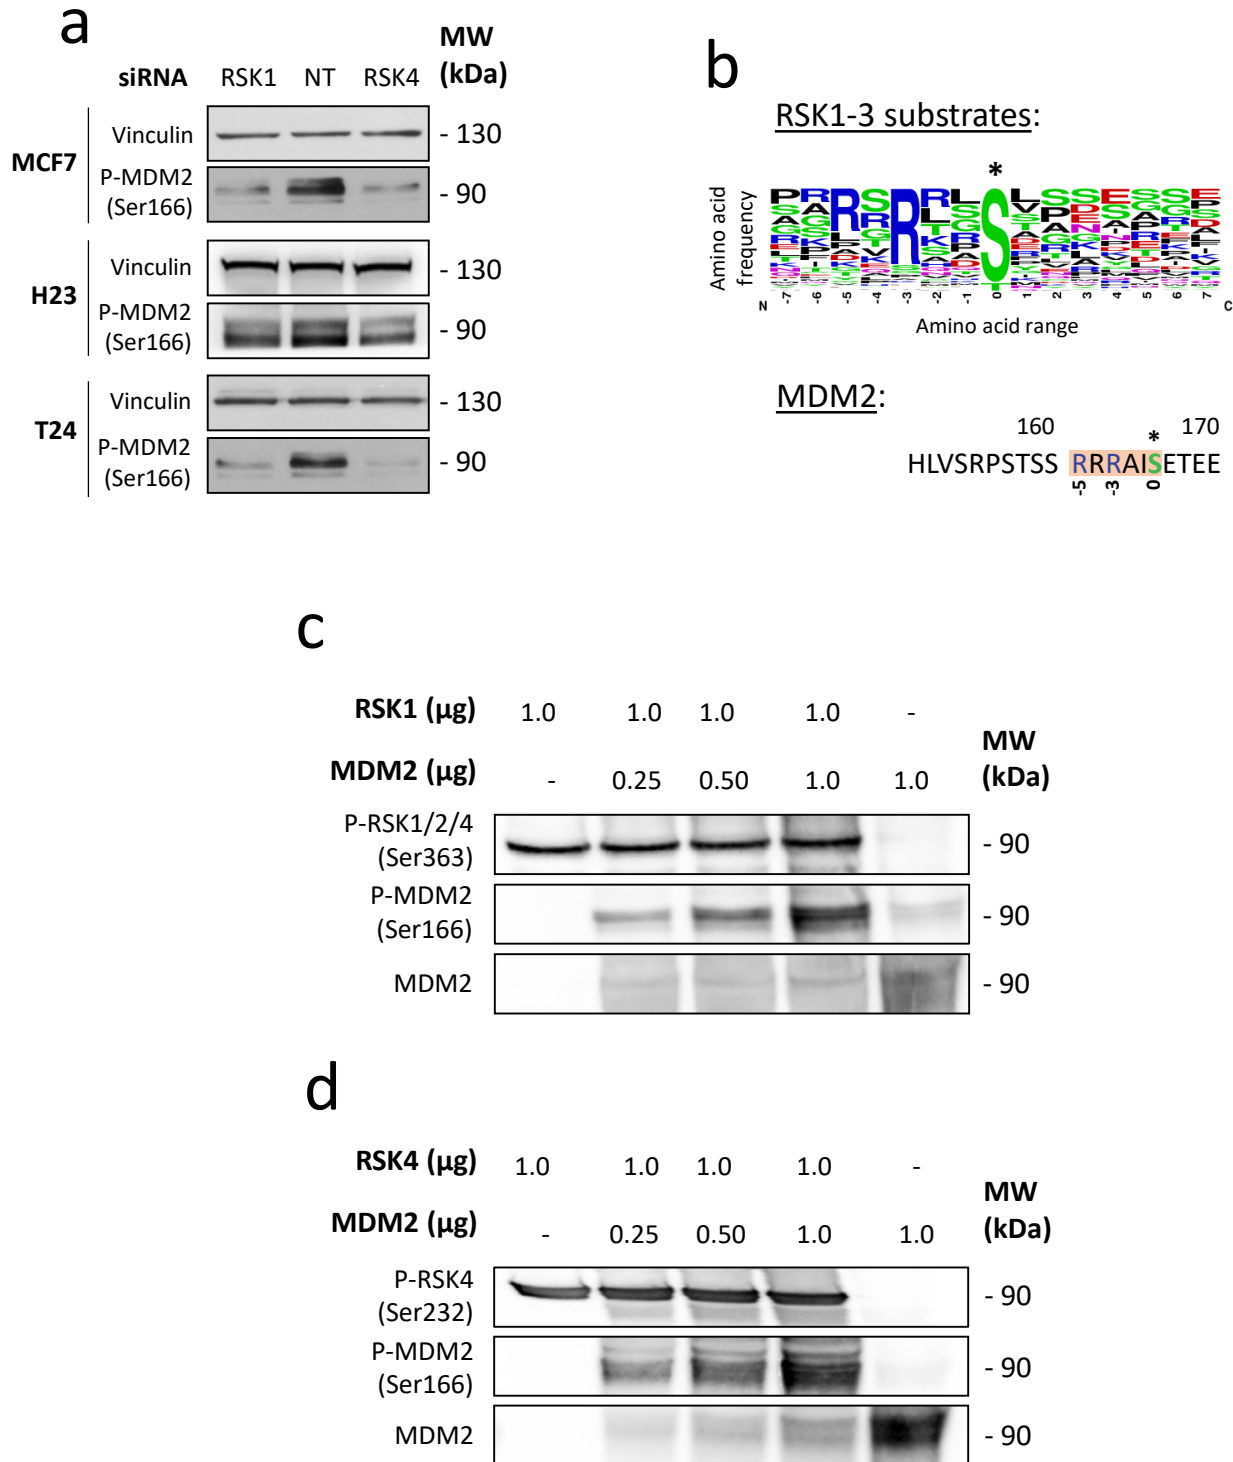 a
siRNA RSK1 NT RSK4 MW (kDa)
MCF7
Vinculin - 130
P-MDM2 (Ser166) - 90
H23
Vinculin - 130
P-MDM2 (Ser166) - 90
T24
Vinculin - 130
P-MDM2 (Ser166) - 90
b
RSK1-3 substrates:
*
Amino acid frequency
N -7 -6 -5 -4 -3 -2 -1 0 1 2 3 4 5 6 7 C
Amino acid range
MDM2:
160 * 170
HLVSRPSTSS RRRAISETEE
-5 -3 0
c
RSK1 (µg) 1.0 1.0 1.0 1.0 -
MW (kDa)
MDM2 (µg) - 0.25 0.50 1.0 1.0
P-RSK1/2/4 (Ser363) - 90
P-MDM2 (Ser166) - 90
MDM2 - 90
d
RSK4 (µg) 1.0 1.0 1.0 1.0 -
MW (kDa)
MDM2 (µg) - 0.25 0.50 1.0 1.0
P-RSK4 (Ser232) - 90
P-MDM2 (Ser166) - 90
MDM2 - 90